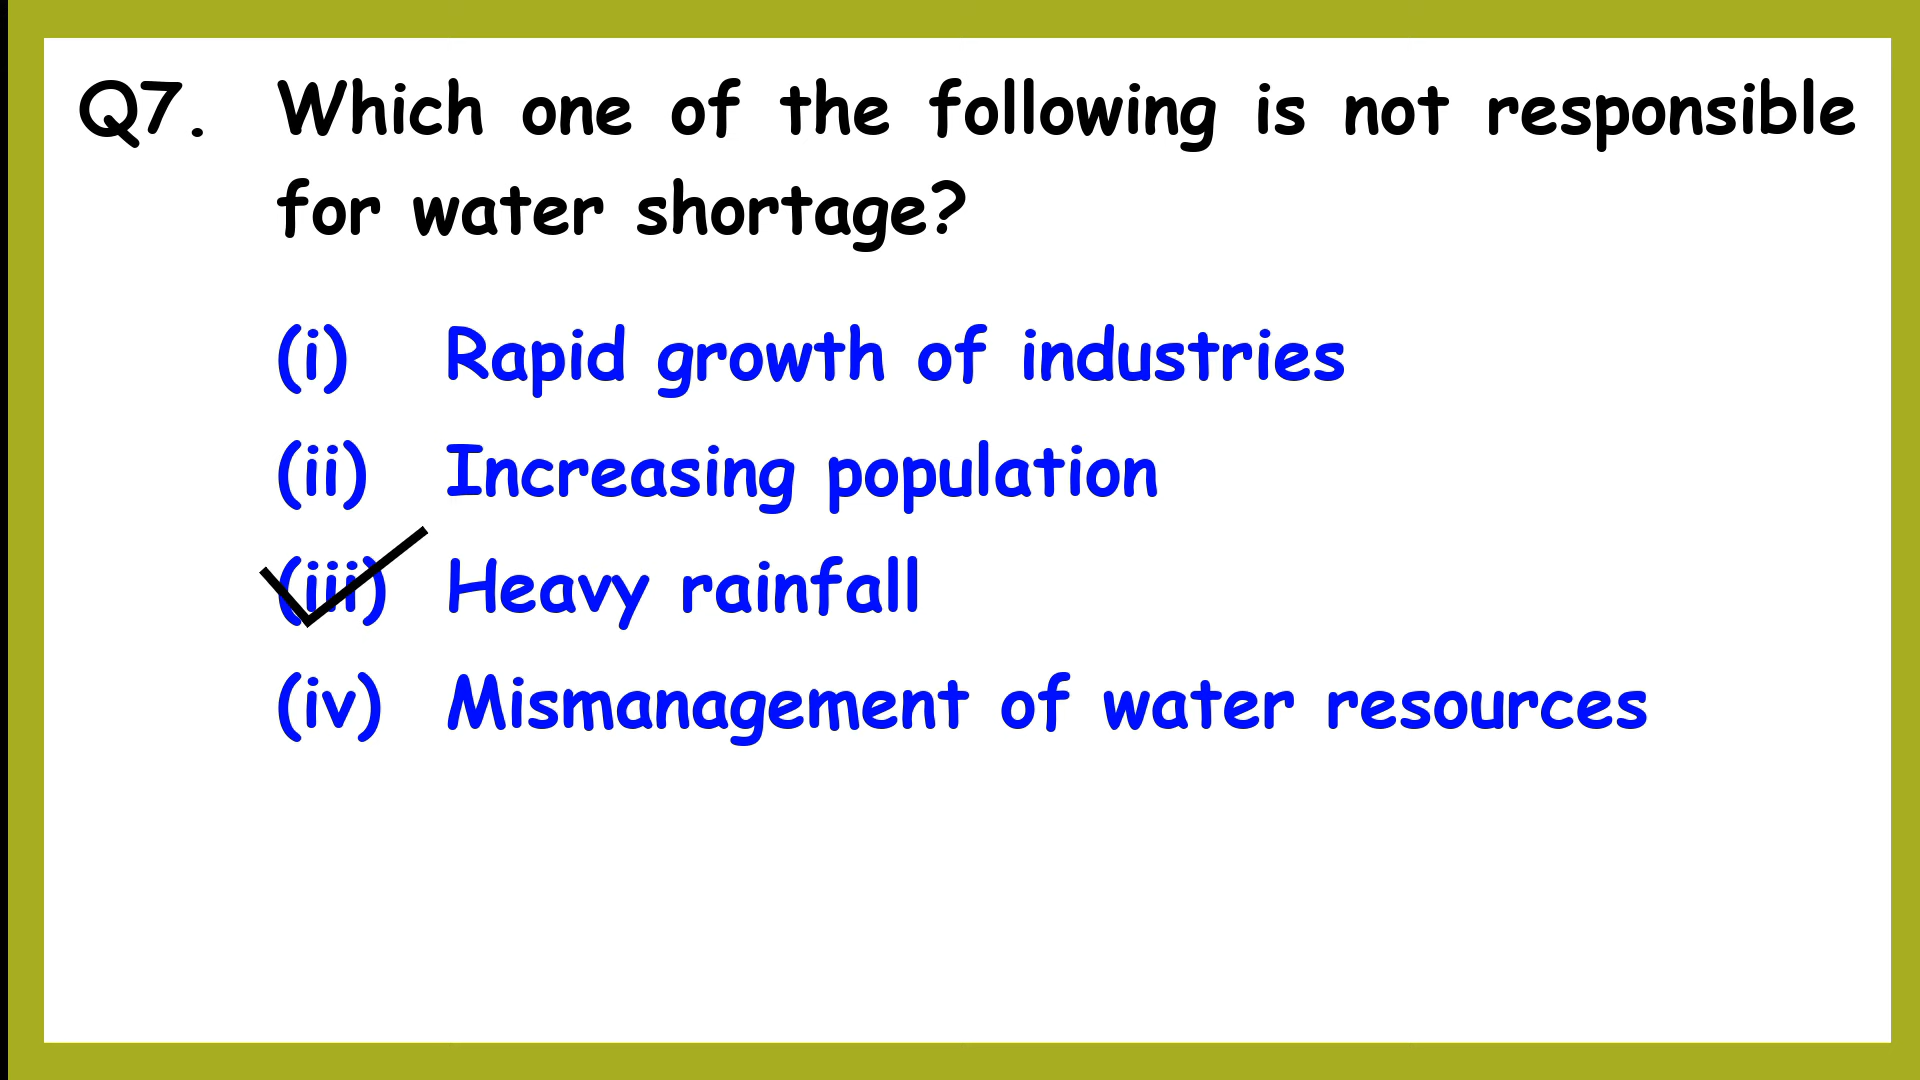 Q7. Which one of the following is not responsible
for water shortage?
(i) Rapid growth of industries
(ii) Increasing population
(iii) Heavy rainfall
(iv) Mismanagement of water resources